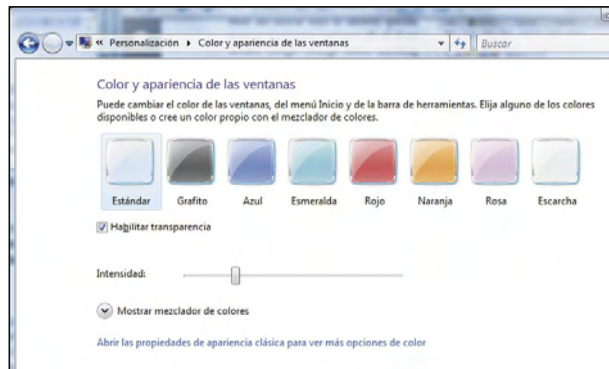 « Personalización ▸ Color y apariencia de las ventanas
Buscar
Color y apariencia de las ventanas
Puede cambiar el color de las ventanas, del menú Inicio y de la barra de herramientas. Elija alguno de los colores
disponibles o cree un color propio con el mezclador de colores.
Estándar Grafito Azul Esmeralda Rojo Naranja Rosa Escarcha
Habilitar transparencia
Intensidad:
Mostrar mezclador de colores
Abrir las propiedades de apariencia clásica para ver más opciones de color